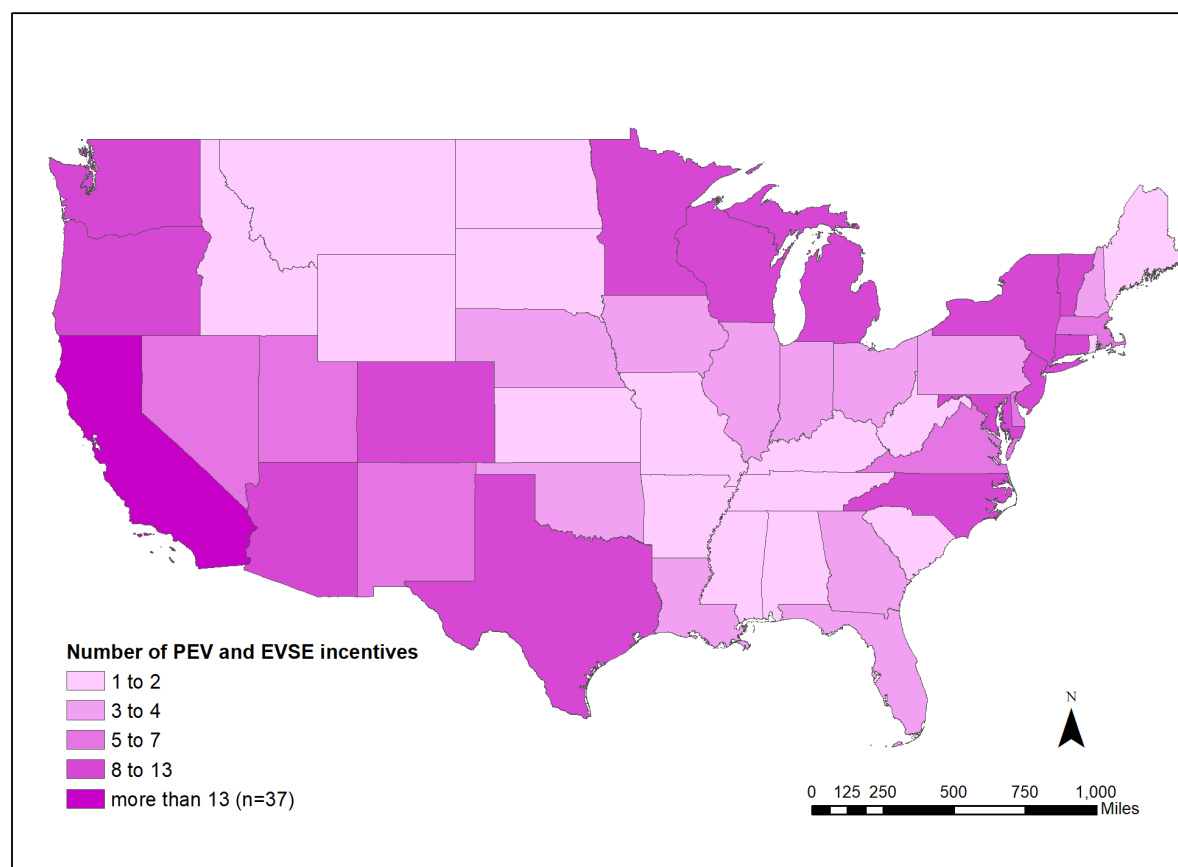 Number of PEV and EVSE incentives
1 to 2
3 to 4
5 to 7
8 to 13
more than 13 (n=37)
N
0 125 250 500 750 1,000
Miles